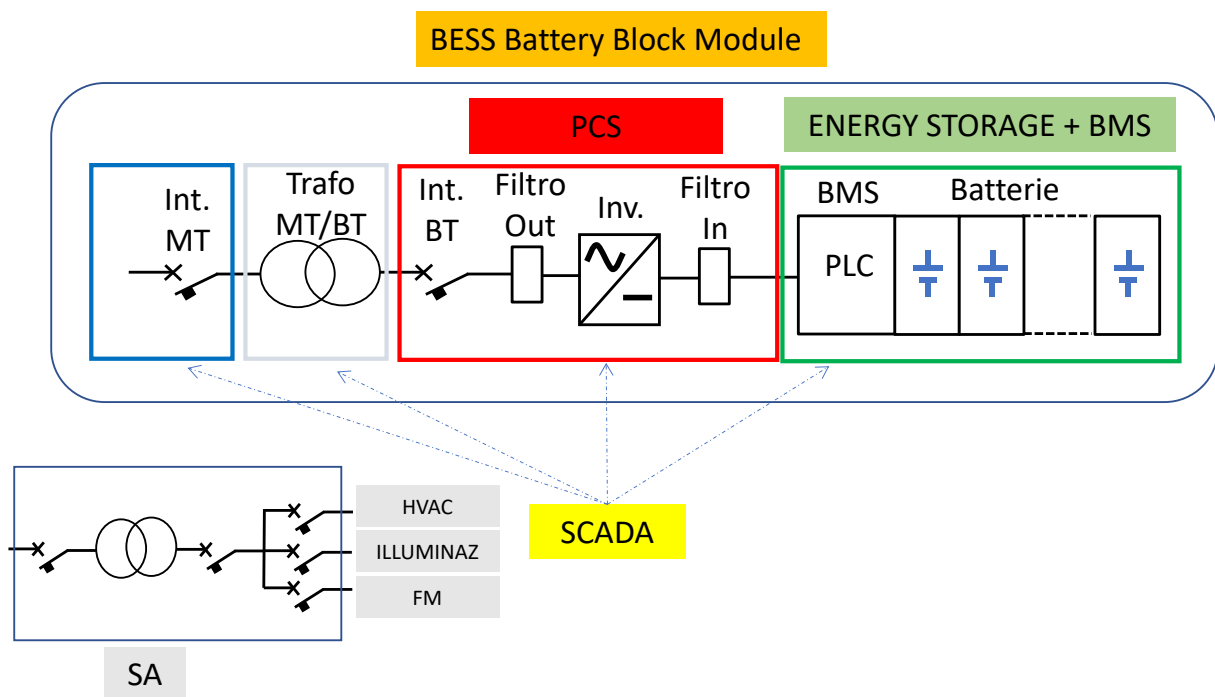 BESS Battery Block Module
PCS
ENERGY STORAGE + BMS
Int.
MT
Trafo
MT/BT
Int.
BT
Filtro
Out
Inv.
Filtro
In
BMS
Batterie
PLC
HVAC
ILLUMINAZ
FM
SCADA
SA